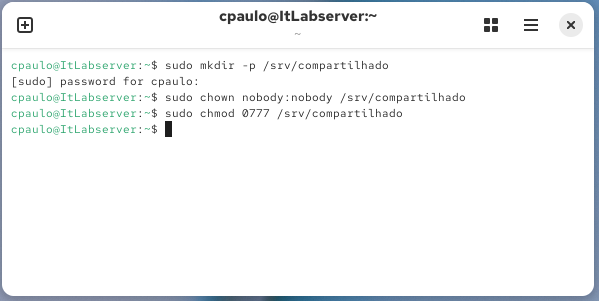 cpaulo@ItLabserver:~
~
cpaulo@ItLabserver:~$ sudo mkdir -p /srv/compartilhado
[sudo] password for cpaulo:
cpaulo@ItLabserver:~$ sudo chown nobody:nobody /srv/compartilhado
cpaulo@ItLabserver:~$ sudo chmod 0777 /srv/compartilhado
cpaulo@ItLabserver:~$